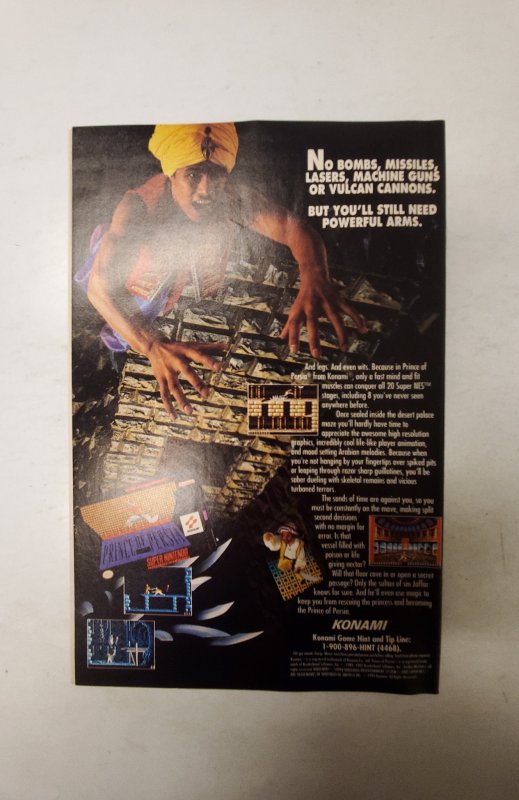 NO BOMBS, MISSILES,
LASERS, MACHINE GUNS
OR VULCAN CANNONS.
BUT YOU'LL STILL NEED
POWERFUL ARMS.
And legs. And even wits. Because in Prince of
Persia® from Konami®, only a fast mind and fit
muscles can conquer all 20 Super NES™
stages, including 8 you've never seen
anywhere before.
Once sealed inside the desert palace
maze you'll hardly have time to
appreciate the awesome high resolution
graphics, incredibly cool life-like player animation,
and mood setting Arabian melodies. Because when
you're not hanging by your fingertips over spiked pits
or leaping through razor sharp guillotines, you'll be
saber dueling with skeletal remains and vicious
turbaned terrors.
The sands of time are against you, so you
must be constantly on the move, making split
second decisions
with no margin for
error. Is that
vessel filled with
poison or life
giving nectar?
Will that floor cave in or open a secret
passage? Only the sultan of sin Jaffar
knows for sure. And he'll even use magic to
keep you from rescuing the princess and becoming
the Prince of Persia.
PRINCE OF PERSIA
KONAMI
SUPER NINTENDO
KONAMI
Konami Game Hint and Tip Line:
1-900-896-HINT (4468).